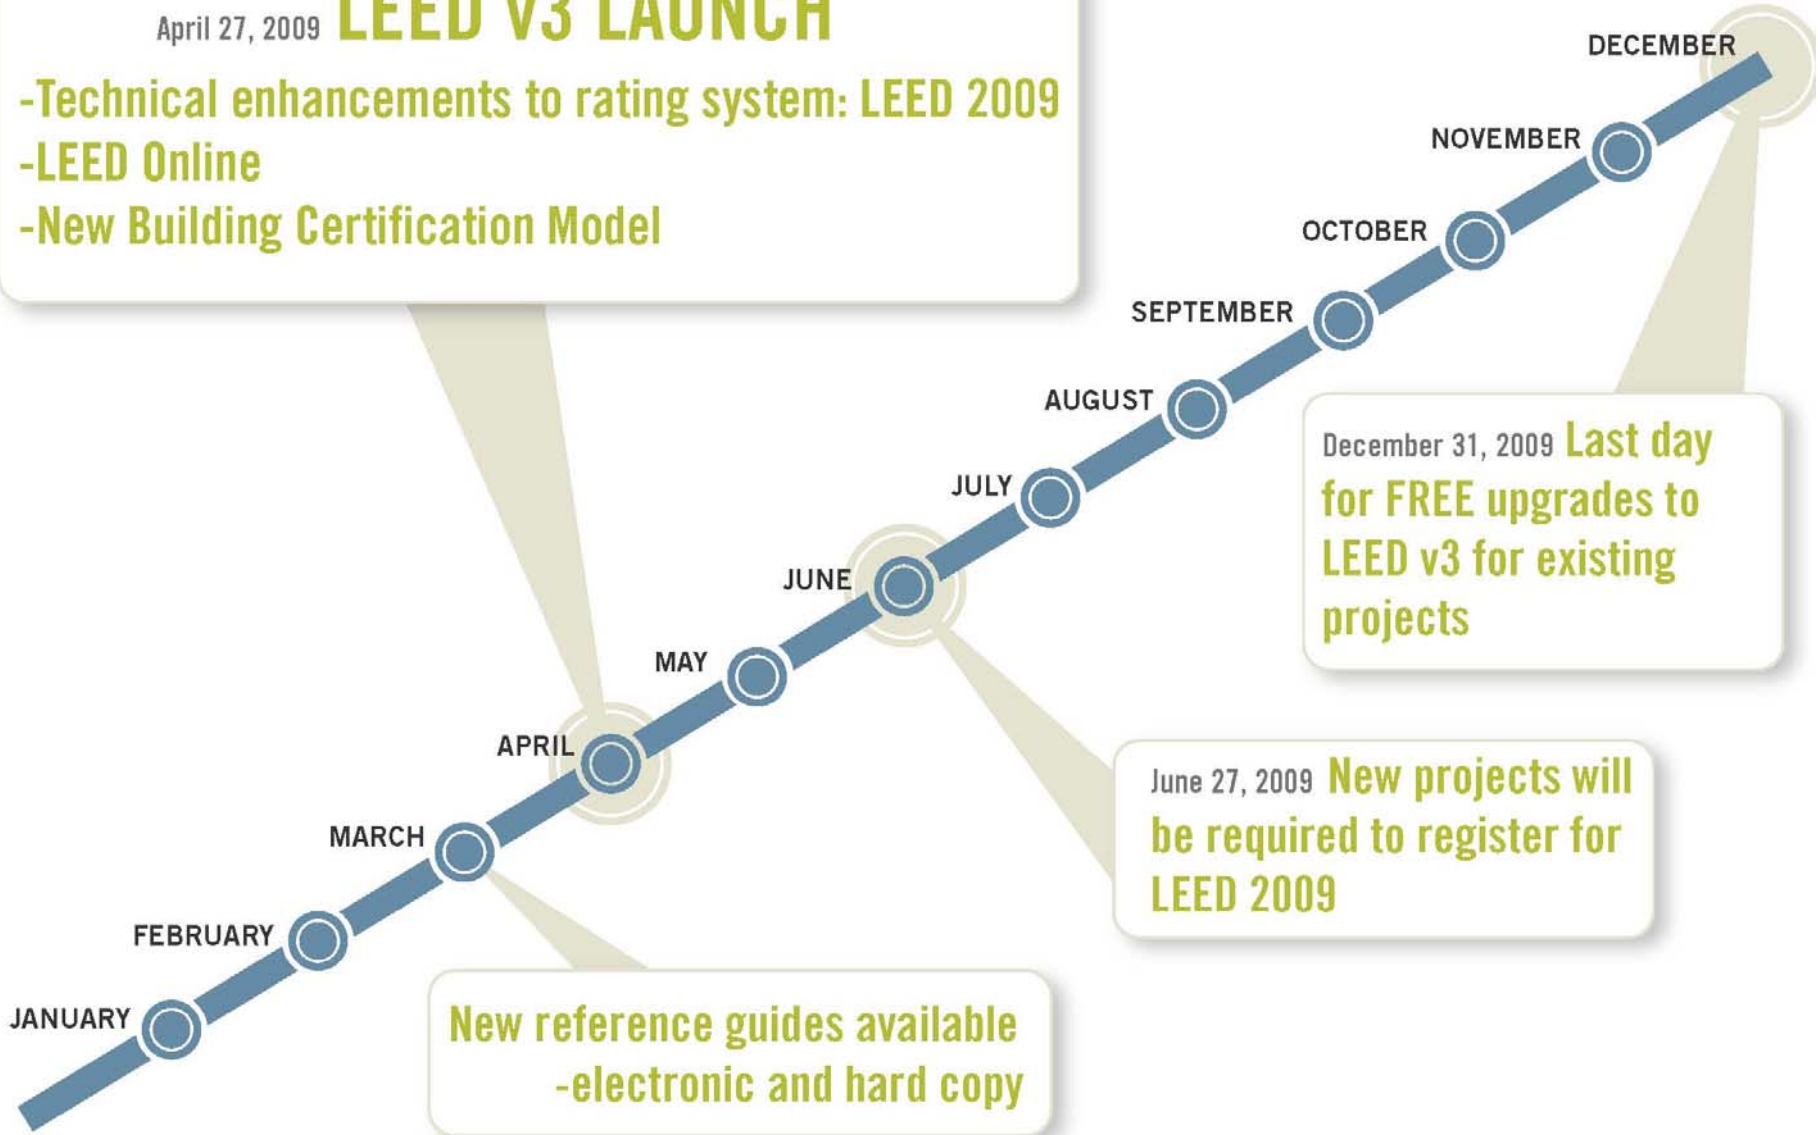 April 27, 2009 LEED v3 LAUNCH
-Technical enhancements to rating system: LEED 2009
-LEED Online
-New Building Certification Model
DECEMBER
NOVEMBER
OCTOBER
SEPTEMBER
AUGUST
JULY
JUNE
MAY
APRIL
MARCH
FEBRUARY
JANUARY
December 31, 2009 Last day
for FREE upgrades to
LEED v3 for existing
projects
June 27, 2009 New projects will
be required to register for
LEED 2009
New reference guides available
-electronic and hard copy